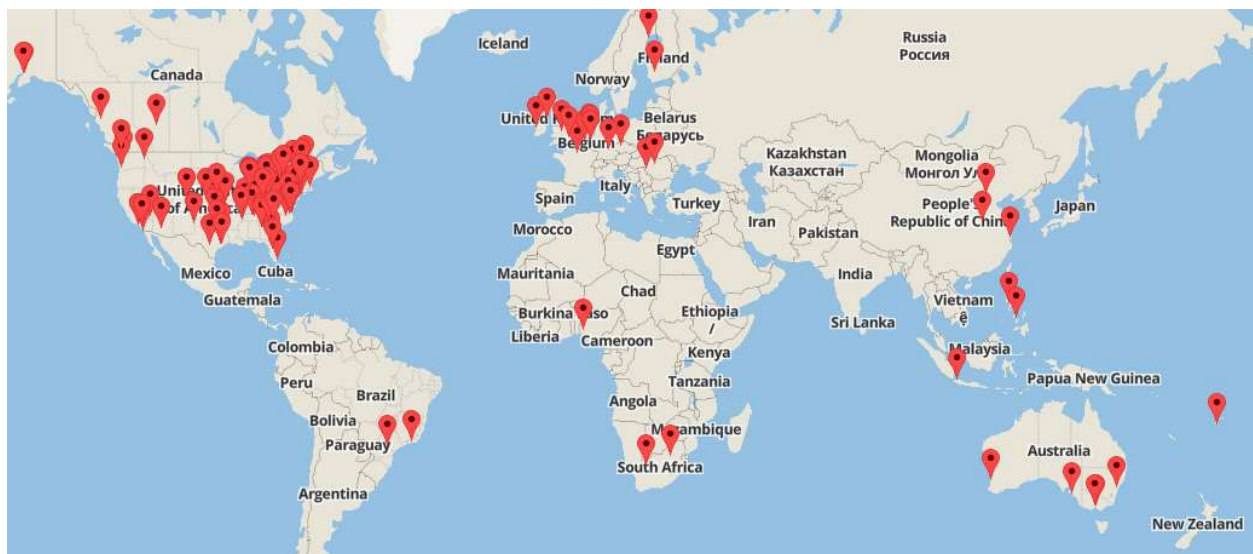 Iceland
Russia
Россия
Canada
Finland
Norway
United
Belarus
Беларусь
Belgium
Kazakhstan
Казахстан
Mongolia
Монгол
United
of America
Spain
Italy
Turkey
Iran
People's
Republic of China
Japan
Morocco
Pakistan
Egypt
Mexico
Cuba
Mauritania
India
Guatemala
Chad
Vietnam
ệ
Burkina
Ethiopia
/
Sri Lanka
Liberia
Cameroon
Colombia
Kenya
Malaysia
Peru
Tanzania
Papua New Guinea
Brazil
Angola
Bolivia
Mozambique
Paraguay
Australia
South Africa
Argentina
New Zealand